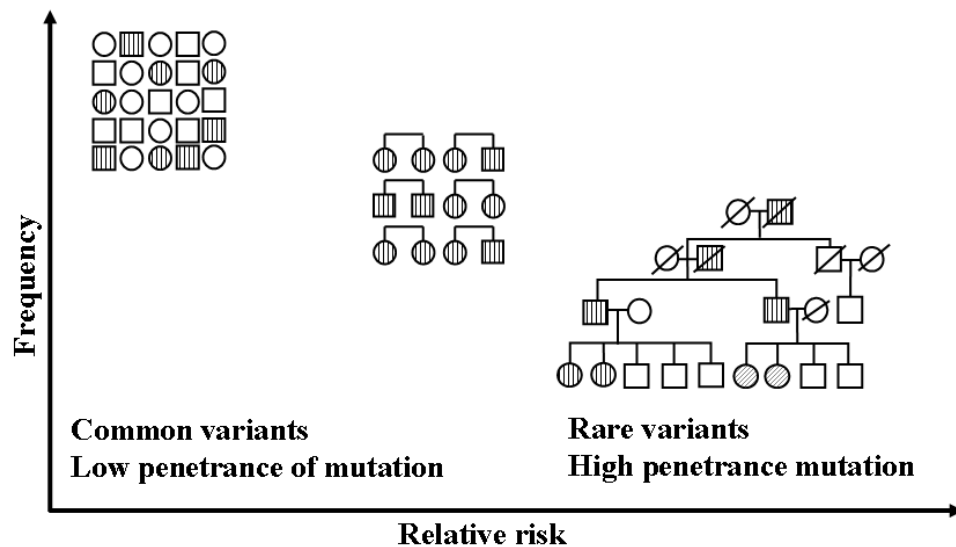 Frequency
Common variants
Low penetrance of mutation
Rare variants
High penetrance mutation
Relative risk